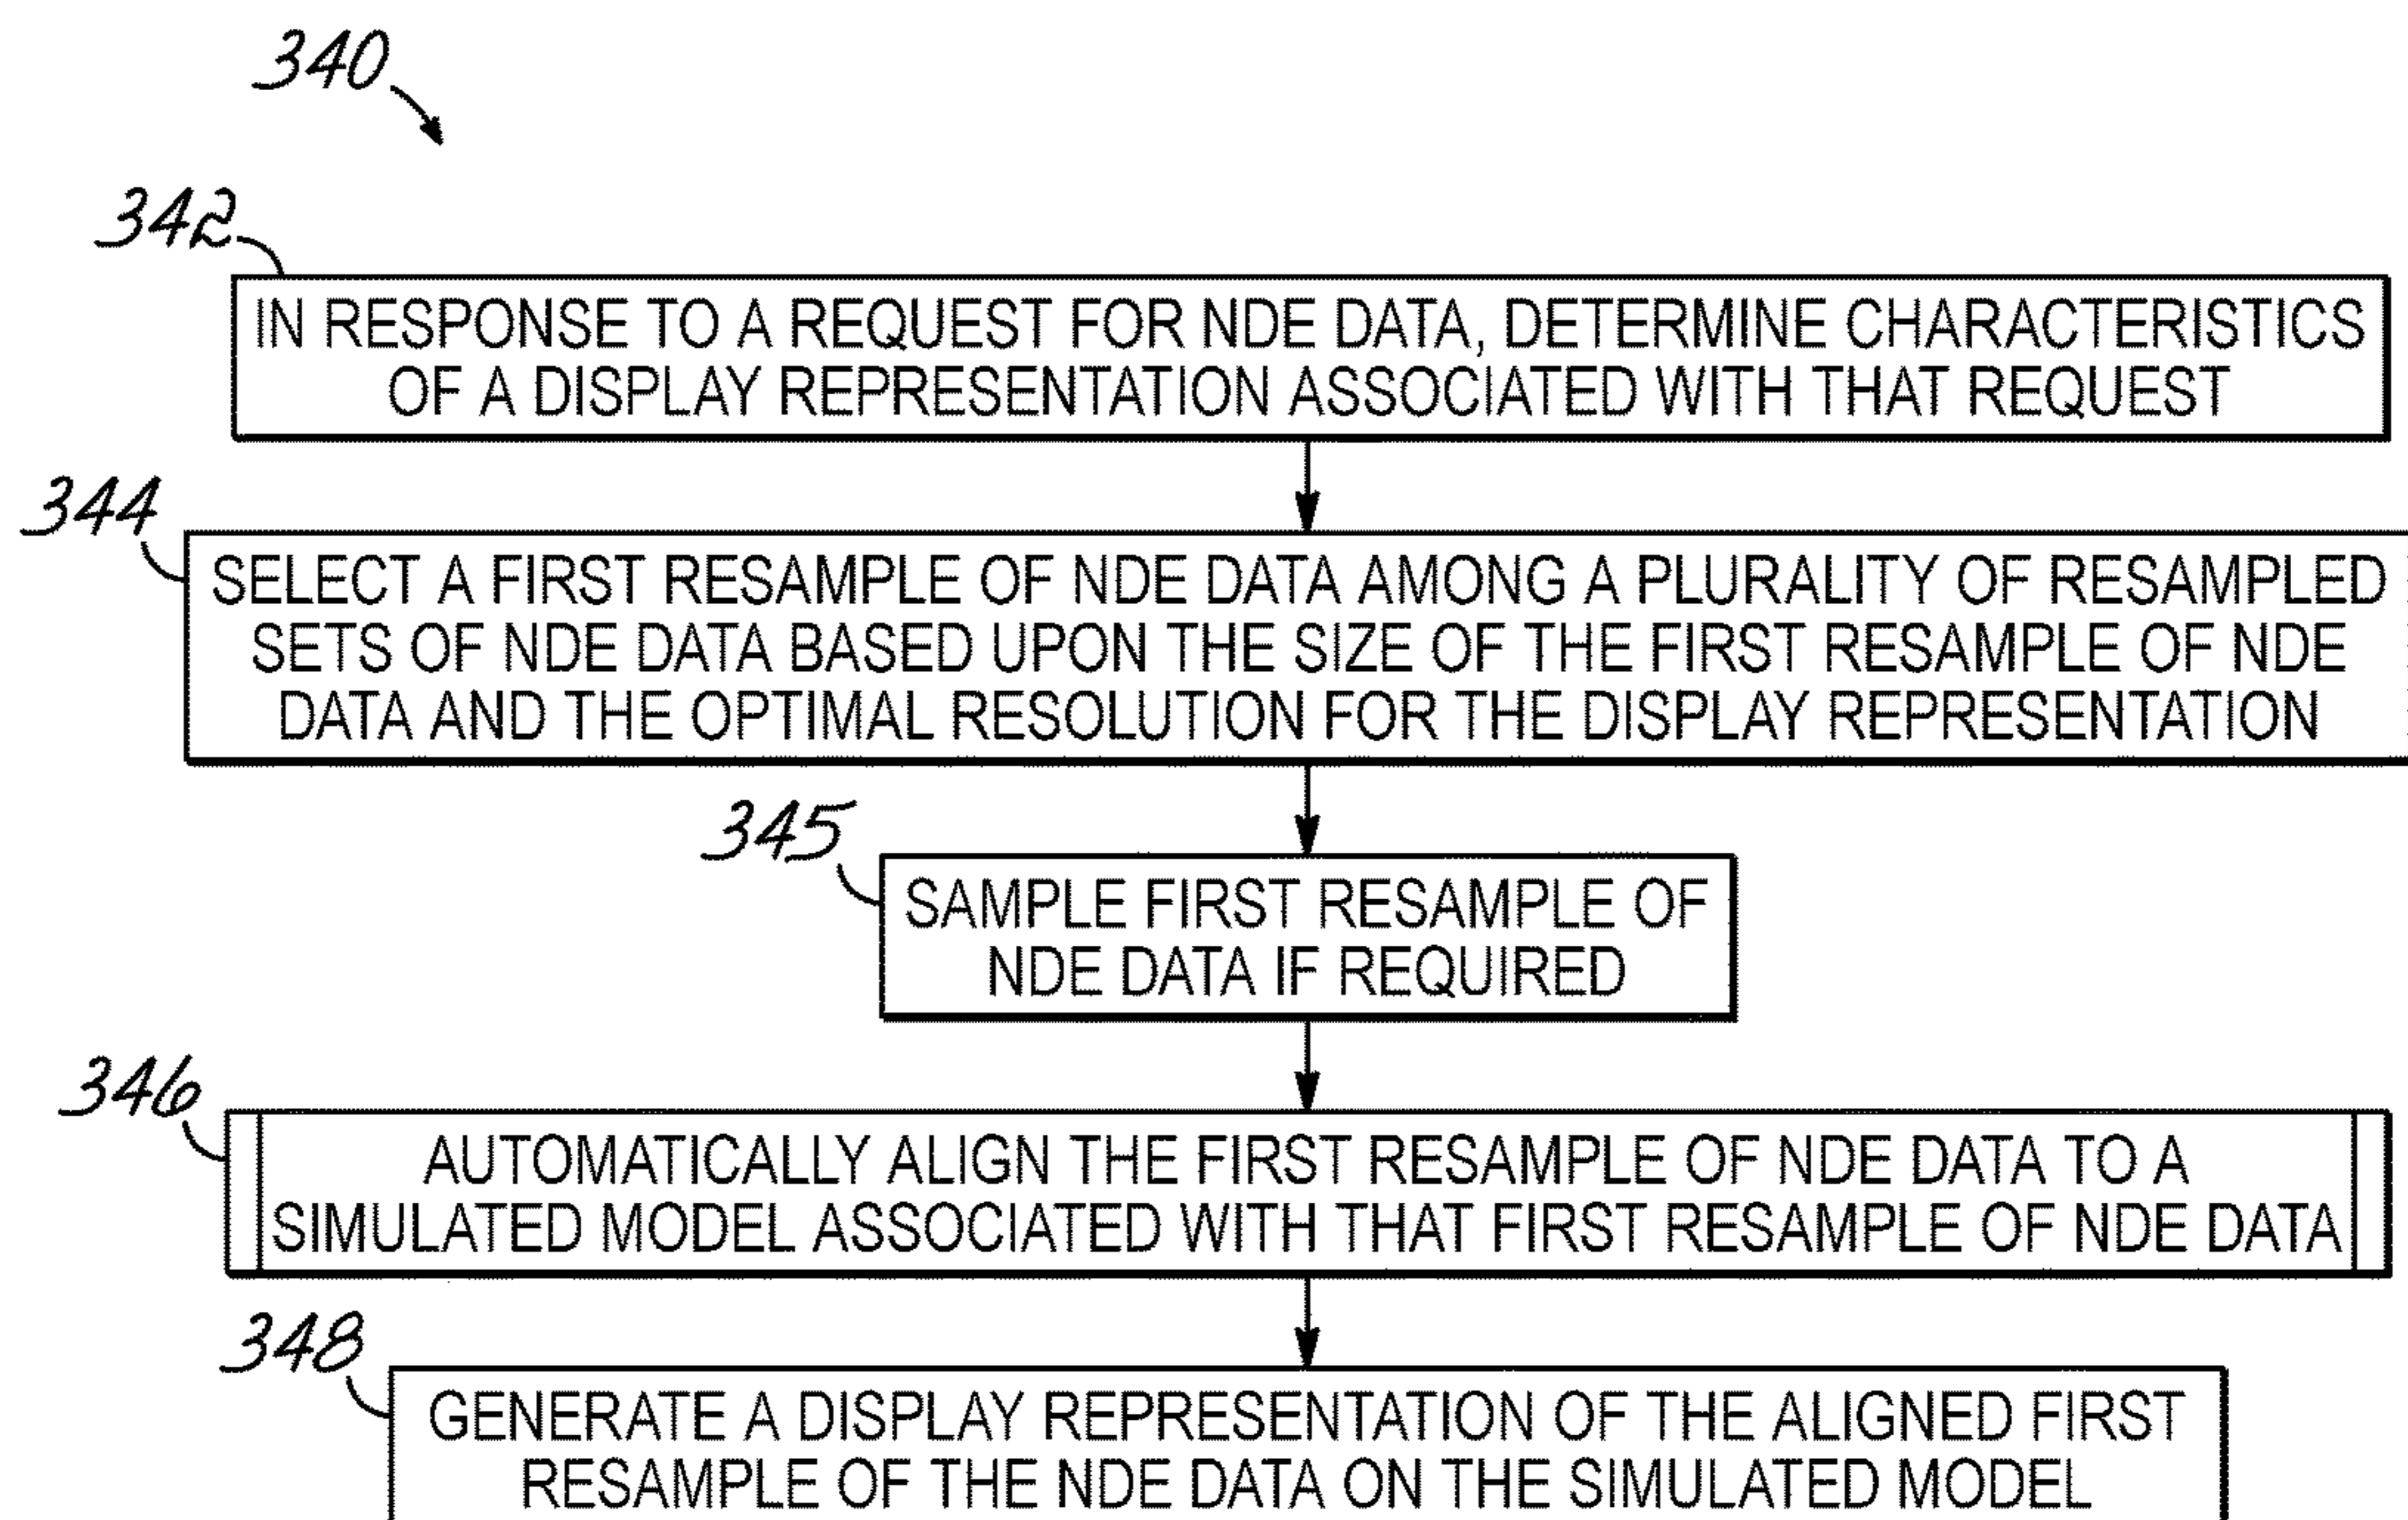 340
342
IN RESPONSE TO A REQUEST FOR NDE DATA, DETERMINE CHARACTERISTICS
OF A DISPLAY REPRESENTATION ASSOCIATED WITH THAT REQUEST
344
SELECT A FIRST RESAMPLE OF NDE DATA AMONG A PLURALITY OF RESAMPLED
SETS OF NDE DATA BASED UPON THE SIZE OF THE FIRST RESAMPLE OF NDE
DATA AND THE OPTIMAL RESOLUTION FOR THE DISPLAY REPRESENTATION
345
SAMPLE FIRST RESAMPLE OF
NDE DATA IF REQUIRED
346
AUTOMATICALLY ALIGN THE FIRST RESAMPLE OF NDE DATA TO A
SIMULATED MODEL ASSOCIATED WITH THAT FIRST RESAMPLE OF NDE DATA
348
GENERATE A DISPLAY REPRESENTATION OF THE ALIGNED FIRST
RESAMPLE OF THE NDE DATA ON THE SIMULATED MODEL